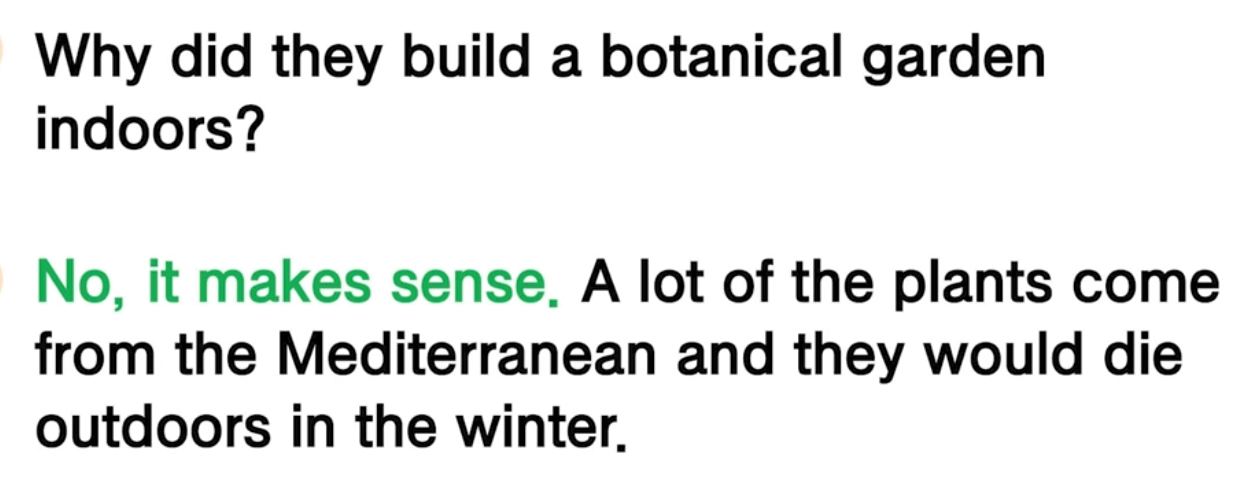 Why did they build a botanical garden
indoors?
No, it makes sense. A lot of the plants come
from the Mediterranean and they would die
outdoors in the winter.